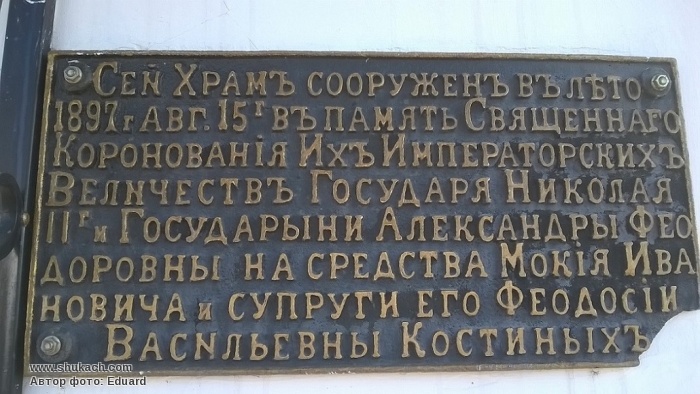 Сей Храмъ сооруженъ въ лѣто
1897г авг. 15г въ память Священнаго
Коронованія Ихъ Императорскихъ
Величествъ Государя Николая
IIг и Государыни Александры Фео
доровны на средства Мокія Ива
новича и супруги его Феодосіи
Васильевны Костиныхъ
www.shukach.com
Автор фото: Eduard